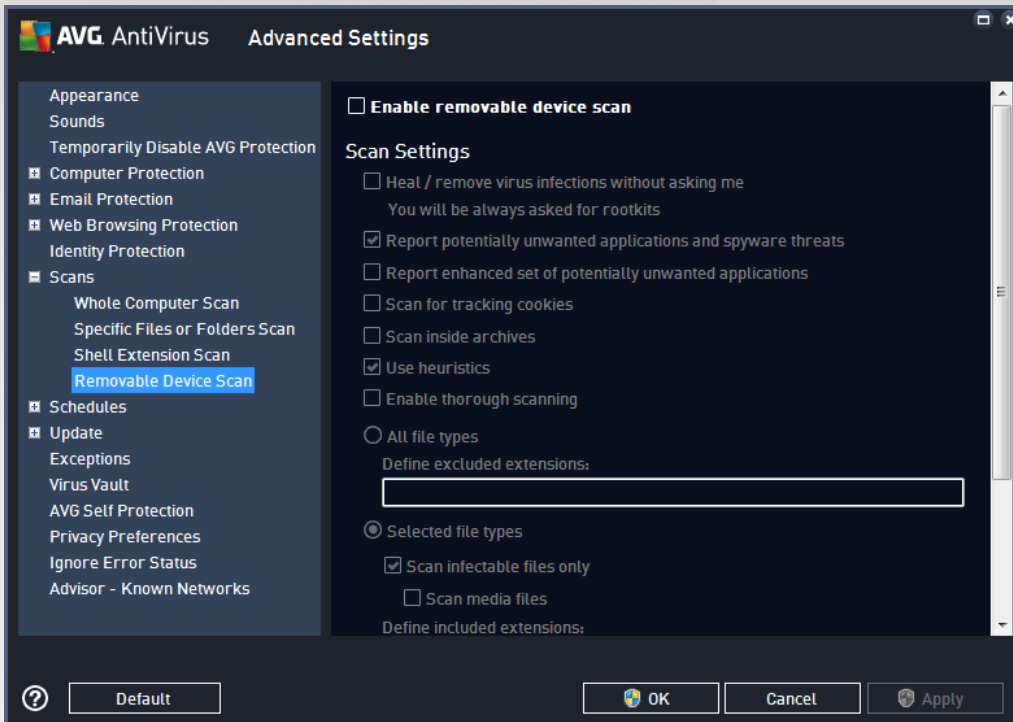 AVG. AntiVirus Advanced Settings
Appearance
Sounds
Temporarily Disable AVG Protection
Computer Protection
Email Protection
Web Browsing Protection
Identity Protection
Scans
Whole Computer Scan
Specific Files or Folders Scan
Shell Extension Scan
Removable Device Scan
Schedules
Update
Exceptions
Virus Vault
AVG Self Protection
Privacy Preferences
Ignore Error Status
Advisor - Known Networks
Enable removable device scan
Scan Settings
Heal / remove virus infections without asking me
You will be always asked for rootkits
Report potentially unwanted applications and spyware threats
Report enhanced set of potentially unwanted applications
Scan for tracking cookies
Scan inside archives
Use heuristics
Enable thorough scanning
All file types
Define excluded extensions:
Selected file types
Scan infectable files only
Scan media files
Define included extensions:
? Default OK Cancel Apply